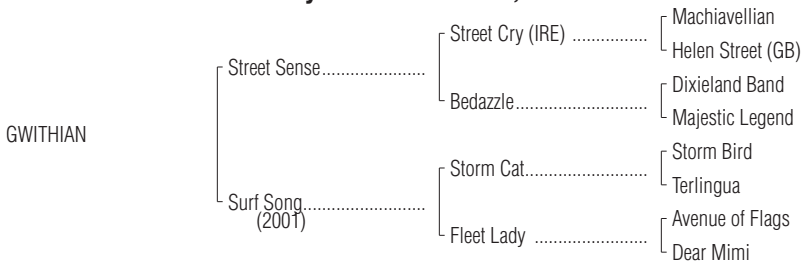 Machiavellian
Street Cry (IRE) ................
Helen Street (GB)
Street Sense......................
Dixieland Band
Bedazzle............................
Majestic Legend
GWITHIAN
Storm Bird
Storm Cat..........................
Terlingua
Surf Song..........................
(2001)
Avenue of Flags
Fleet Lady ........................
Dear Mimi